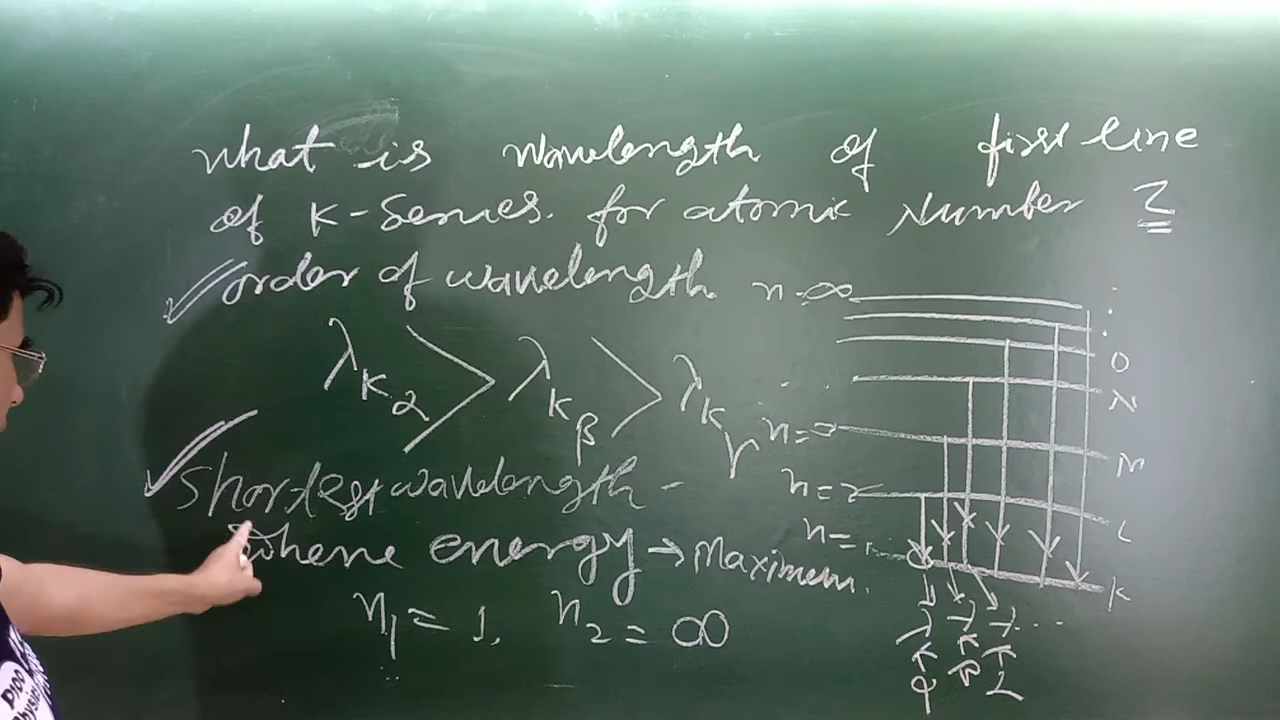 what is wavelength of first line
of K-Series. for atomic Number Z
order of wavelength
λKα > λKβ > λKγ
Shortest wavelength -
where energy → Maximum.
n1 = 1, n2 = ∞
n=∞
O
N
n=3 M
n=2 L
n=1 K
λ λ λ ...
K K K
α β